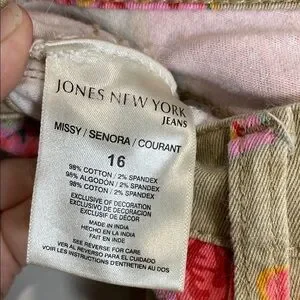 JONES NEW YORK
JEANS
MISSY / SENORA / COURANT
16
98% COTTON / 2% SPANDEX
98% ALGODÓN / 2% SPANDEX
98% COTON / 2% SPANDEX
EXCLUSIVE OF DECORATION
EXCLUSIVO DE DECORACION
EXCLUSIF DE DÉCOR
MADE IN INDIA
HECHO EN LA INDIA
FAIT EN INDE
SEE REVERSE FOR CARE
VER AL REVERSO PARA EL CUIDADO
VOIR LES INSTRUCTIONS D'ENTRETIEN AU DOS